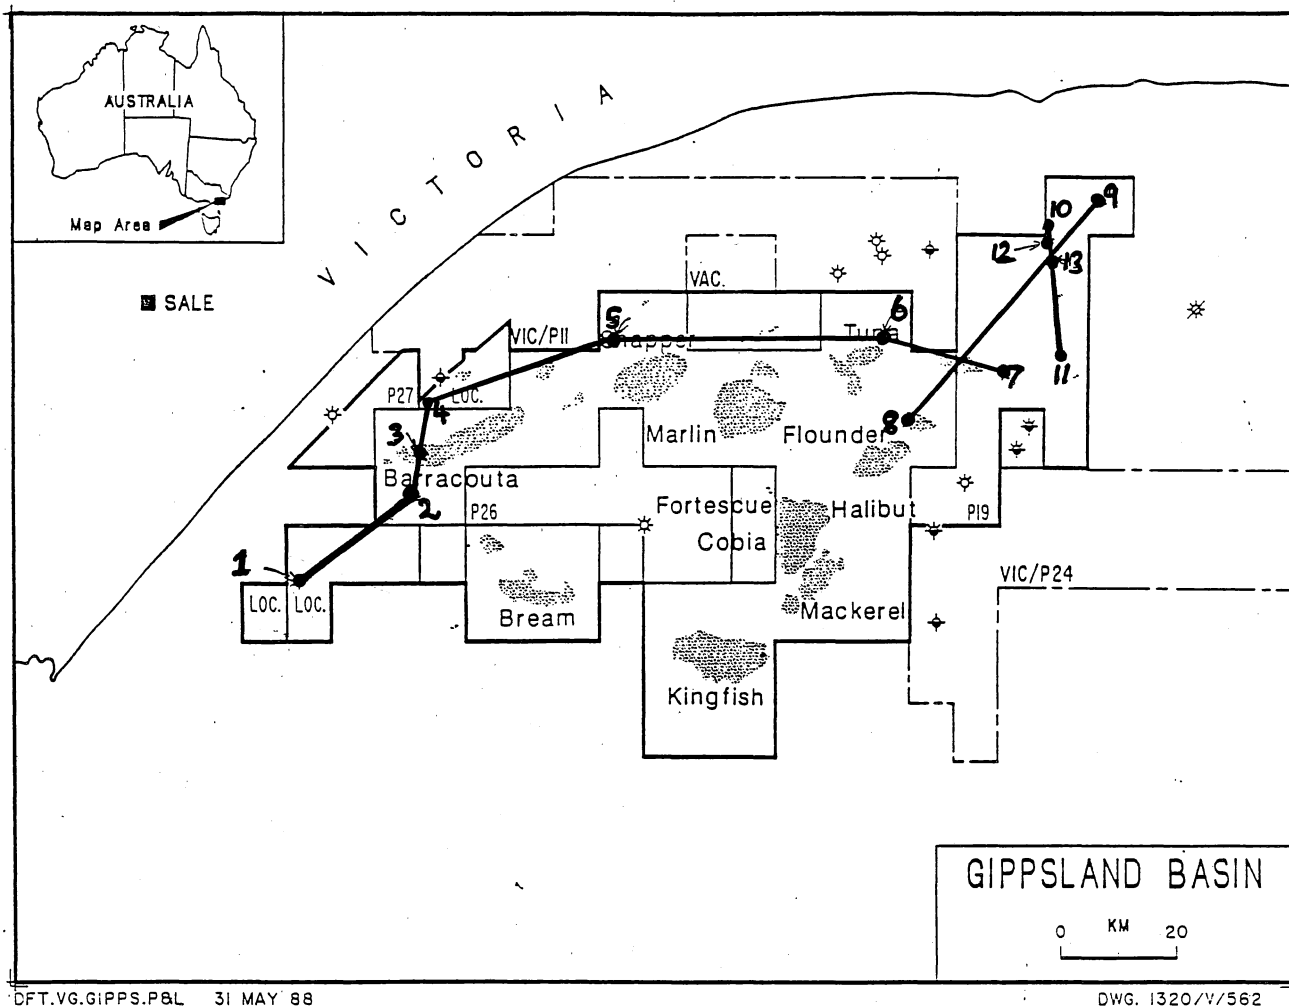 AUSTRALIA
Map Area
VICTORIA
SALE
10
9
12
13
VAC.
5
6
VIC/P11
Snapper
Tuna
7
11
P27
LOC.
4
8
3
Marlin
Flounder
Barracouta
2
P26
Fortescue
Halibut
P19
Cobia
1
VIC/P24
LOC.
LOC.
Bream
Mackerel
Kingfish
GIPPSLAND BASIN
0 KM 20
DFT.VG.GIPPS.P&L 31 MAY 88
DWG. 1320/V/562